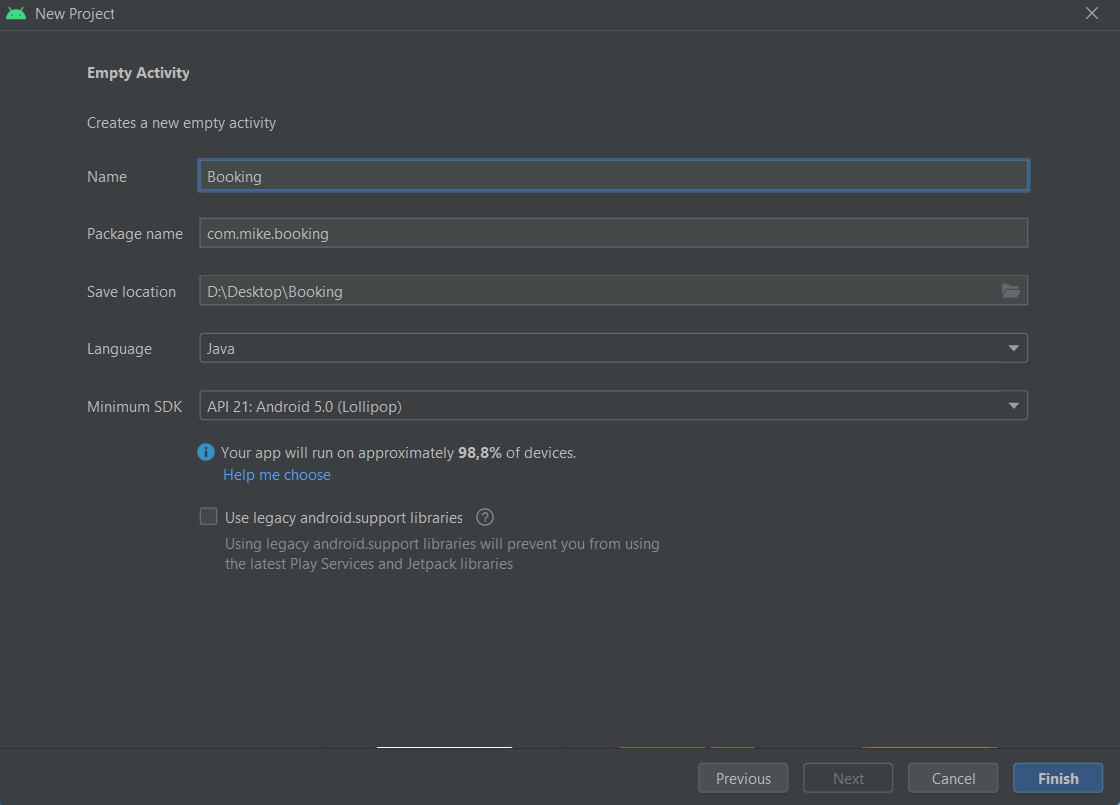 New Project
Empty Activity
Creates a new empty activity
Name Booking
Package name com.mike.booking
Save location D:\Desktop\Booking
Language Java
Minimum SDK API 21: Android 5.0 (Lollipop)
Your app will run on approximately 98,8% of devices.
Help me choose
Use legacy android.support libraries ?
Using legacy android.support libraries will prevent you from using
the latest Play Services and Jetpack libraries
Previous Next Cancel Finish